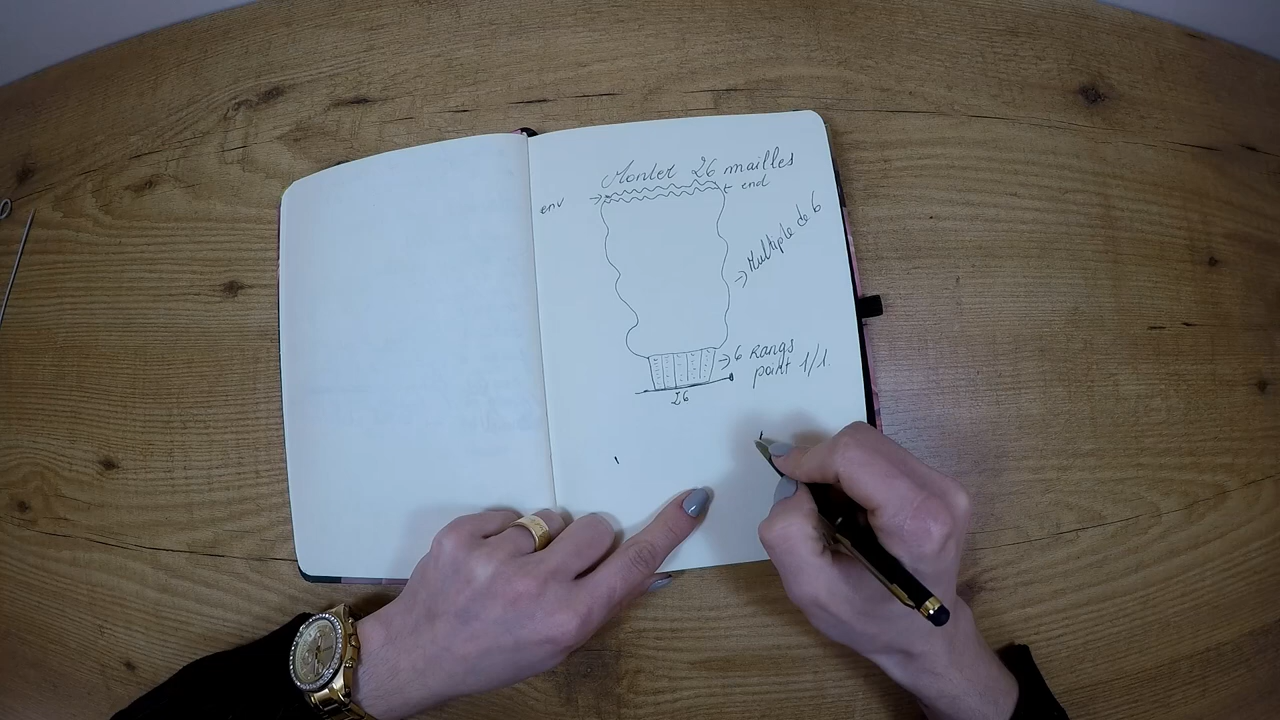 Monter 26 mailles
env
end
Multiple de 6
6 Rangs
point 1/1.
26